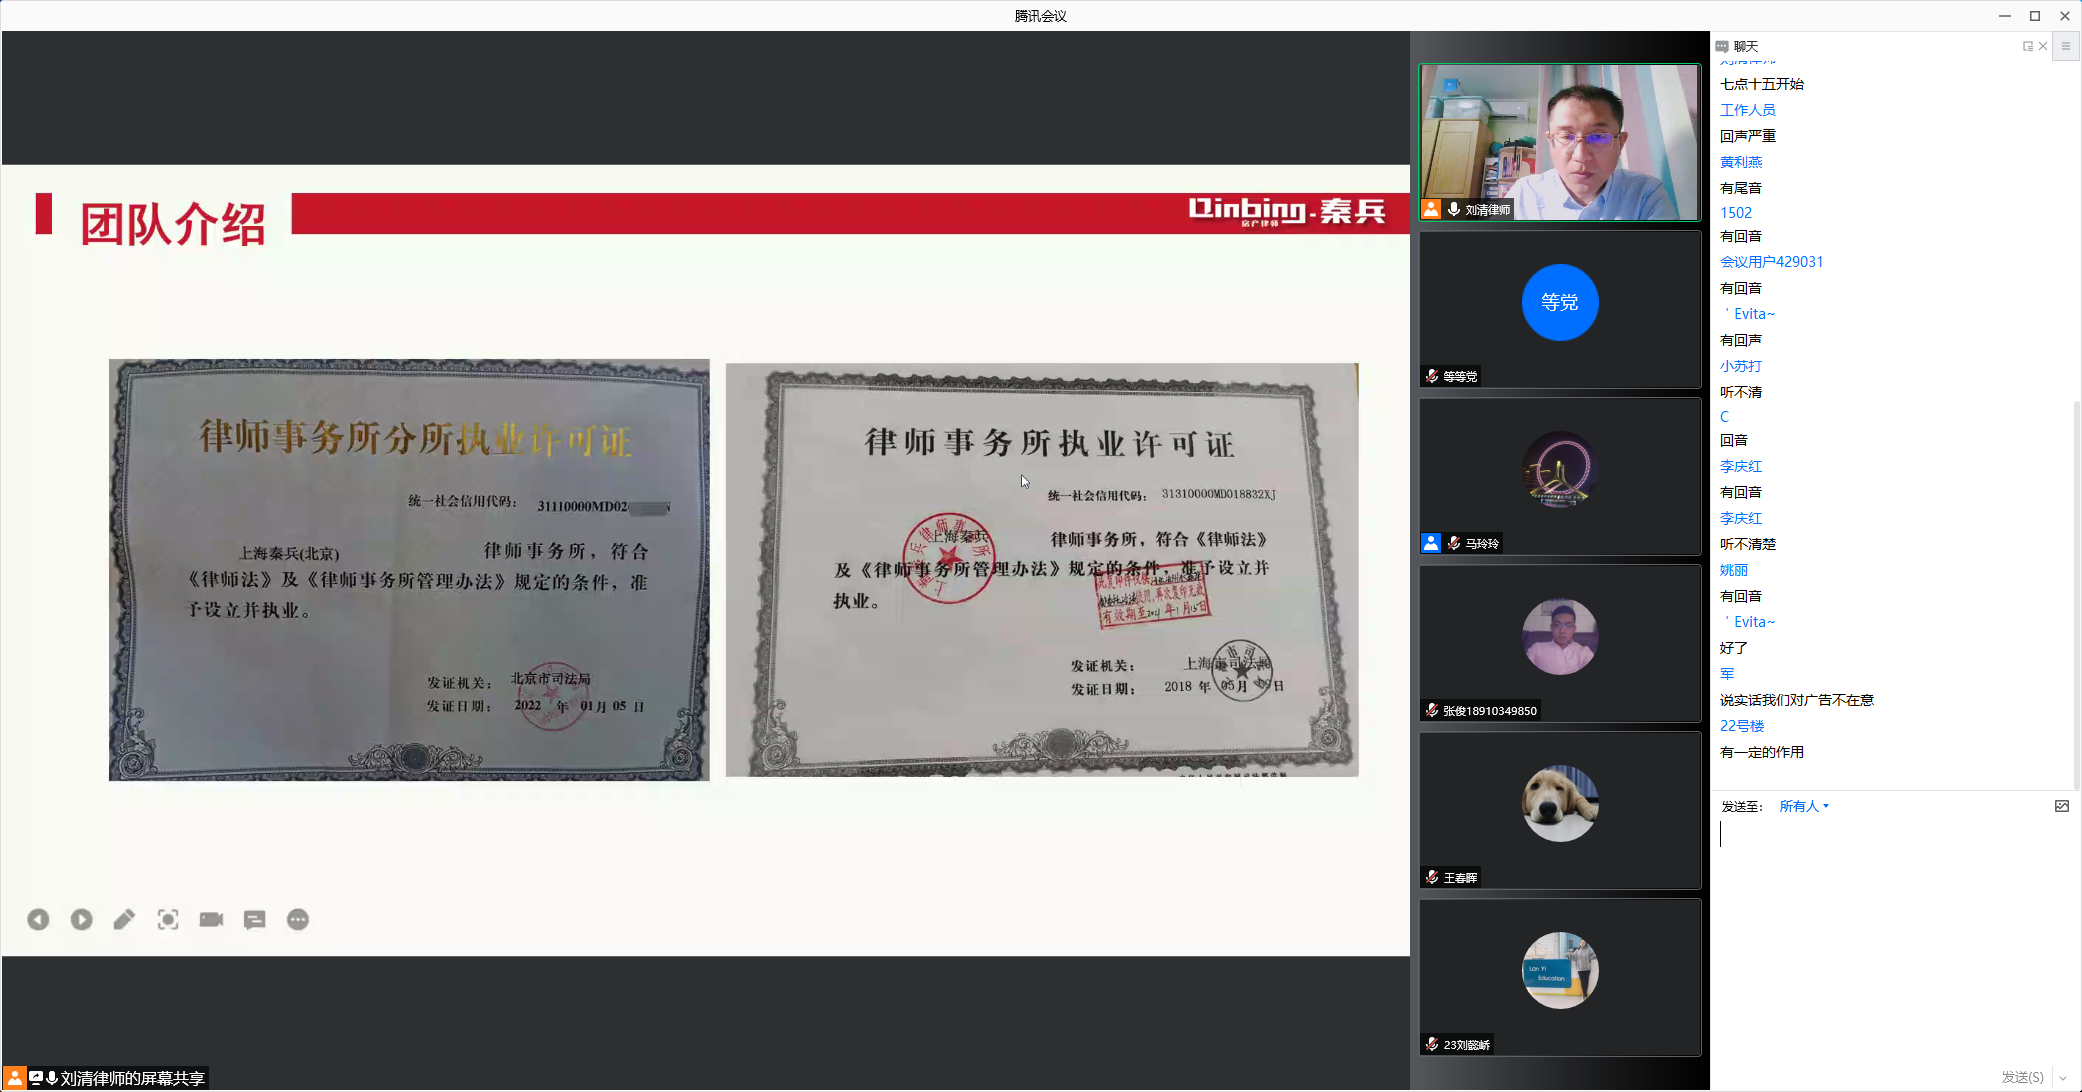 腾讯会议
团队介绍
Qinbing·秦兵
房产律师
律师事务所分所执业许可证
统一社会信用代码：
31110000MD02
上海秦兵(北京)
律师事务所，符合
《律师法》及《律师事务所管理办法》规定的条件，准
予设立并执业。
发证机关：
北京市司法局
发证日期：
2022 年 01月 05 日
律师事务所执业许可证
统一社会信用代码：
31310000MD018832XJ
上海秦兵
律师事务所，符合《律师法》
及《律师事务所管理办法》规定的条件，准予设立并
执业。
有效期至2021年1月15日
发证机关：
上海市司法局
发证日期：
2018 年 05月 09日
刘清律师的屏幕共享
刘清律师
等党
等等党
马玲玲
张俊18910349850
王春晖
Lan Yi
Education
23刘懿峤
聊天
刘清律师
七点十五开始
工作人员
回声严重
黄利燕
有尾音
1502
有回音
会议用户429031
有回音
＇Evita~
有回声
小苏打
听不清
C
回音
李庆红
有回音
李庆红
听不清楚
姚丽
有回音
＇Evita~
好了
军
说实话我们对广告不在意
22号楼
有一定的作用
发送至：
所有人
发送(S)